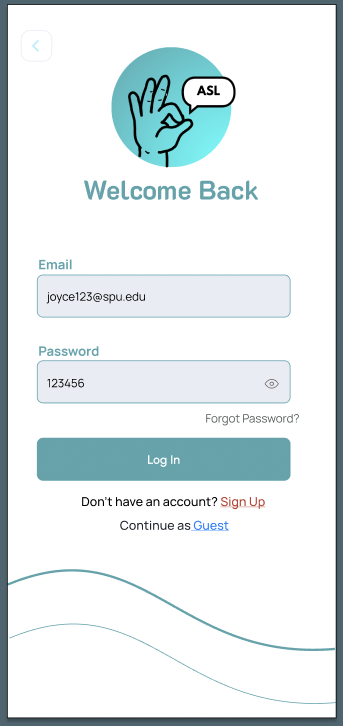 ASL
Welcome Back
Email
joyce123@spu.edu
Password
123456
Forgot Password?
Log In
Don't have an account? Sign Up
Continue as Guest